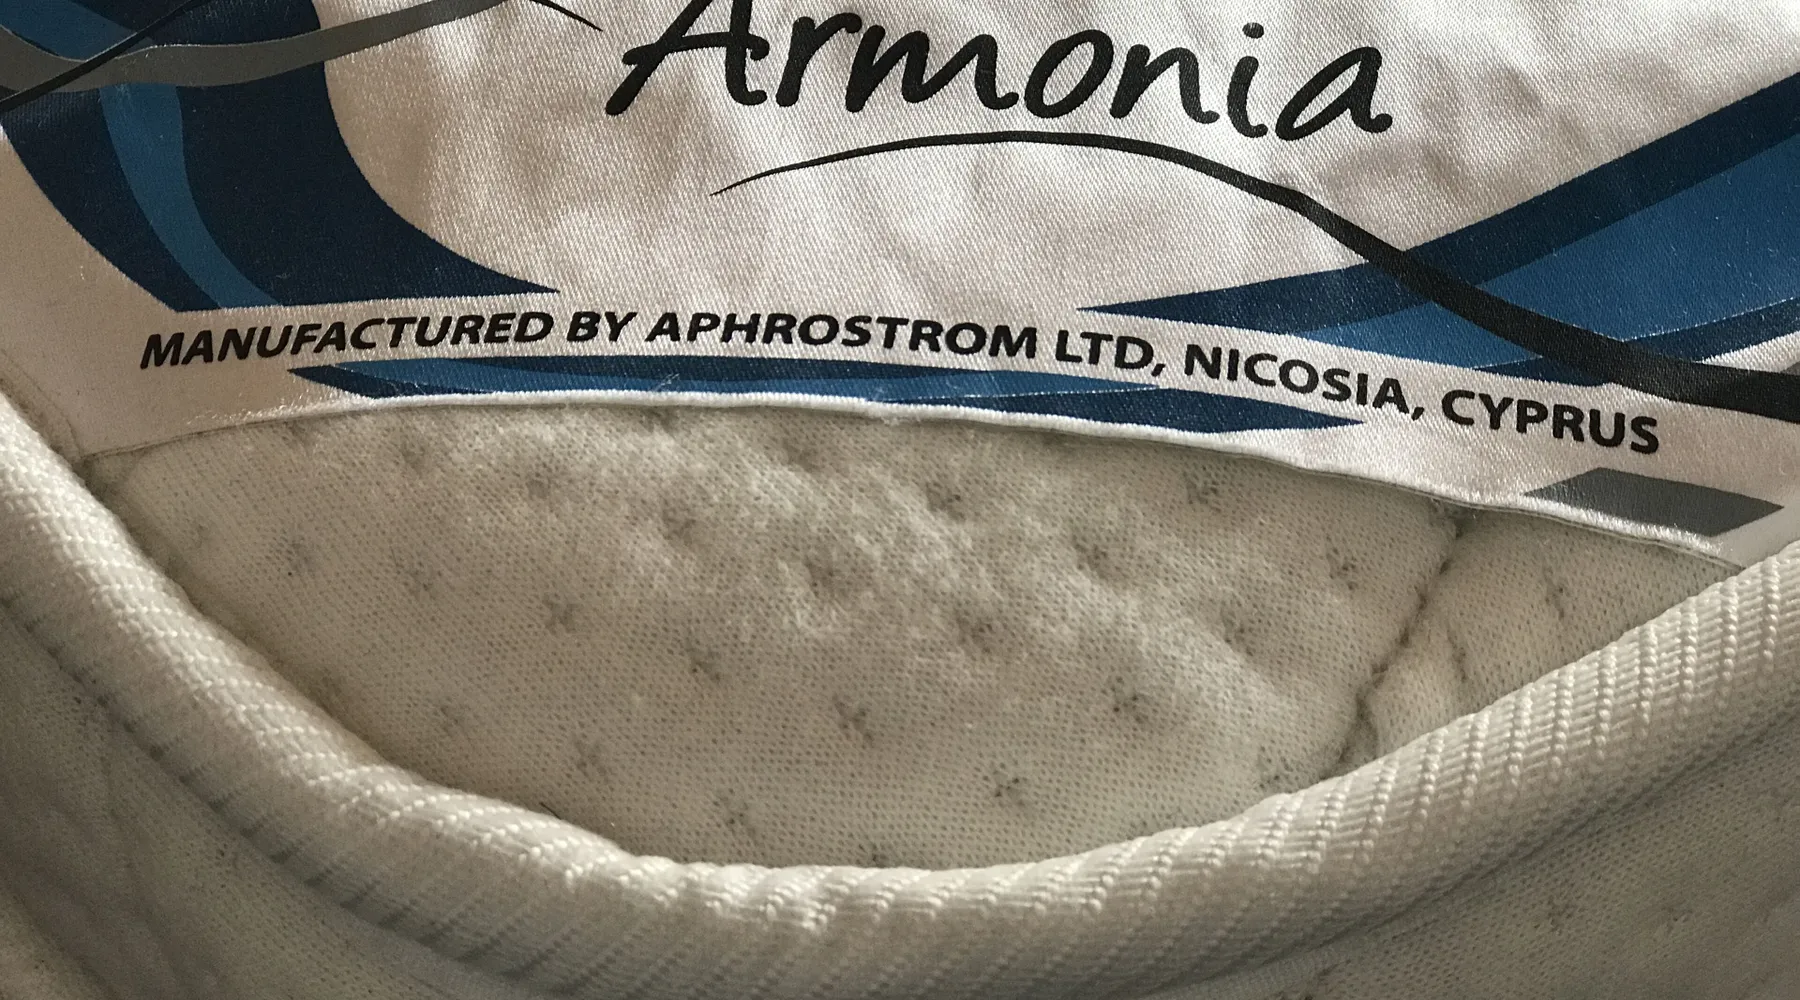 Armonia
MANUFACTURED BY APHROSTROM LTD, NICOSIA, CYPRUS